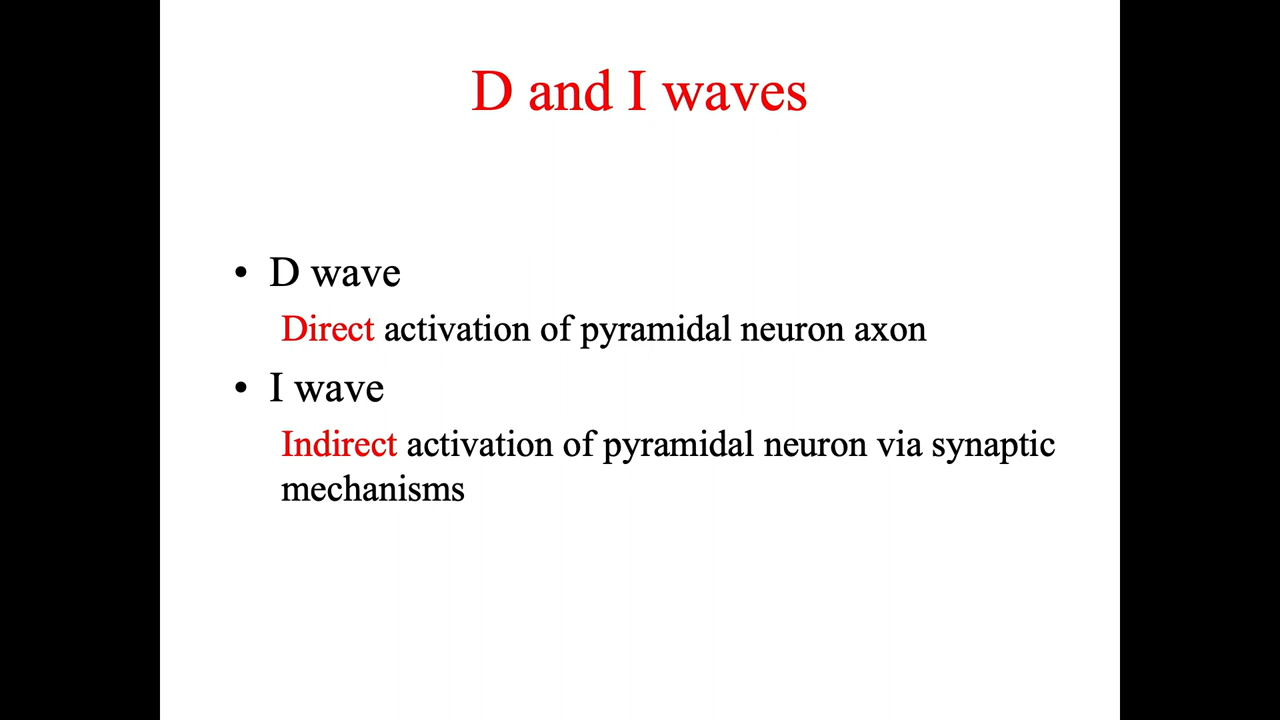 D and I waves
• D wave
Direct activation of pyramidal neuron axon
• I wave
Indirect activation of pyramidal neuron via synaptic
mechanisms